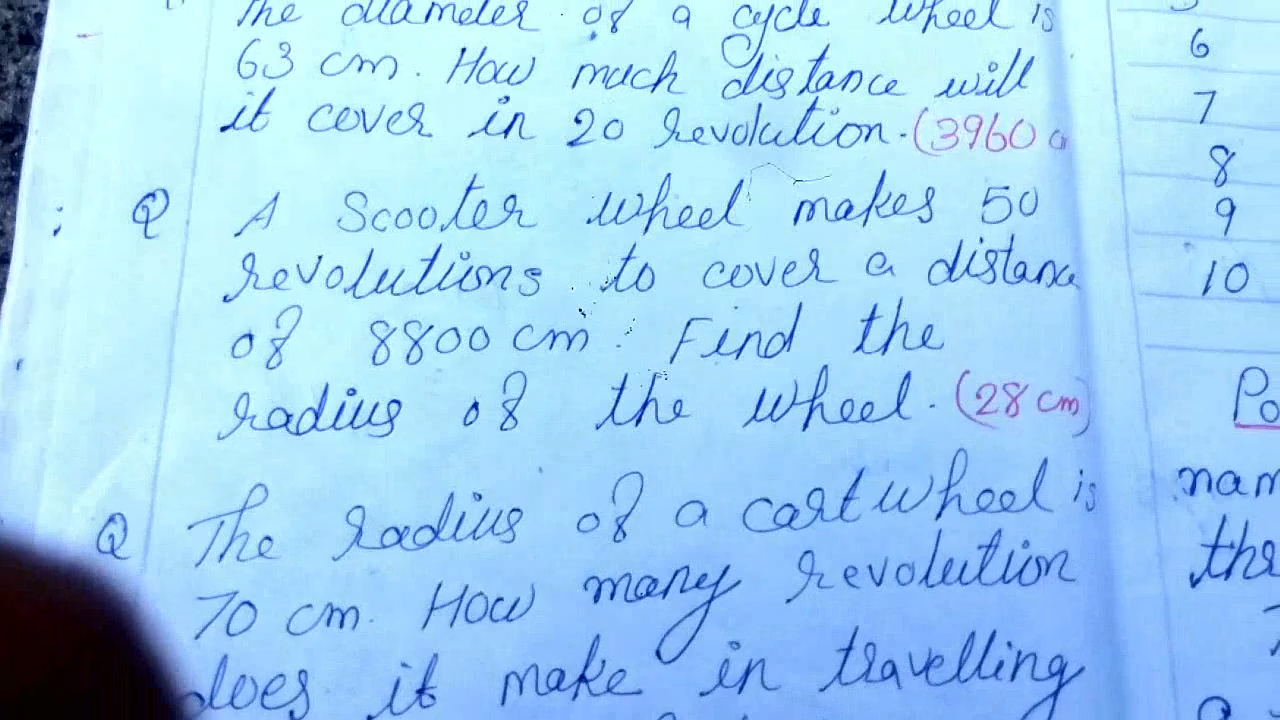 The diameter of a cycle wheel is
63 cm. How much distance will
it cover in 20 revolution. (3960
Q A Scooter wheel makes 50
revolutions to cover a distance
of 8800 cm. Find the
radius of the wheel. (28 cm)
Q The radius of a cart wheel is
70 cm. How many revolution
does it make in travelling
6
7
8
9
10
Po
nam
the